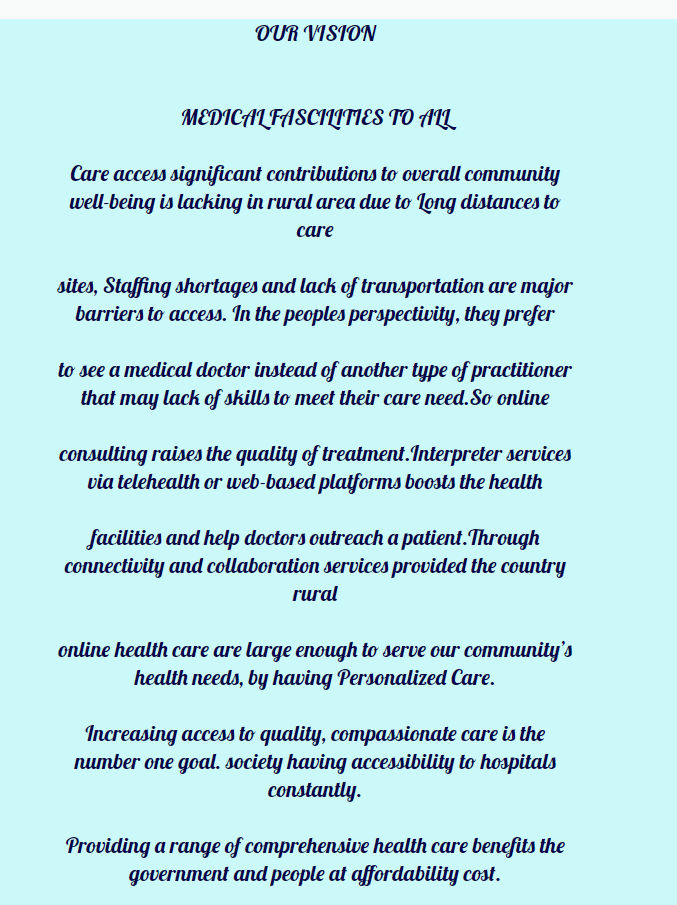 OUR VISION
MEDICAL FASCILITIES TO ALL
Care access significant contributions to overall community
well-being is lacking in rural area due to Long distances to
care
sites, Staffing shortages and lack of transportation are major
barriers to access. In the peoples perspectivity, they prefer
to see a medical doctor instead of another type of practitioner
that may lack of skills to meet their care need.So online
consulting raises the quality of treatment.Interpreter services
via telehealth or web-based platforms boosts the health
facilities and help doctors outreach a patient.Through
connectivity and collaboration services provided the country
rural
online health care are large enough to serve our community’s
health needs, by having Personalized Care.
Increasing access to quality, compassionate care is the
number one goal. society having accessibility to hospitals
constantly.
Providing a range of comprehensive health care benefits the
government and people at affordability cost.